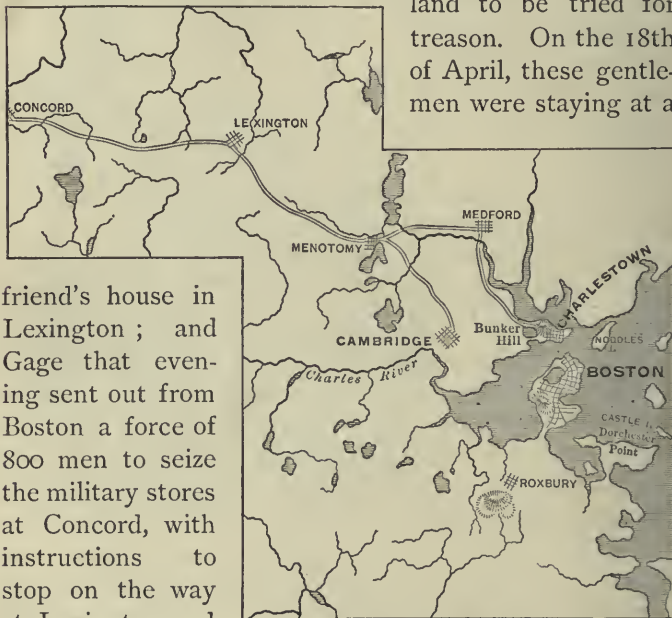 land to be tried for
treason. On the 18th
of April, these gentle-
men were staying at a
CONCORD
LEXINGTON
MEDFORD
MENOTOMY
CHARLESTOWN
Bunker
Hill
NODDLE'S
I.
CAMBRIDGE
Charles River
BOSTON
CASTLE I.
Dorchester
Point
ROXBURY
friend's house in
Lexington ; and
Gage that even-
ing sent out from
Boston a force of
800 men to seize
the military stores
at Concord, with
instructions to
stop on the way